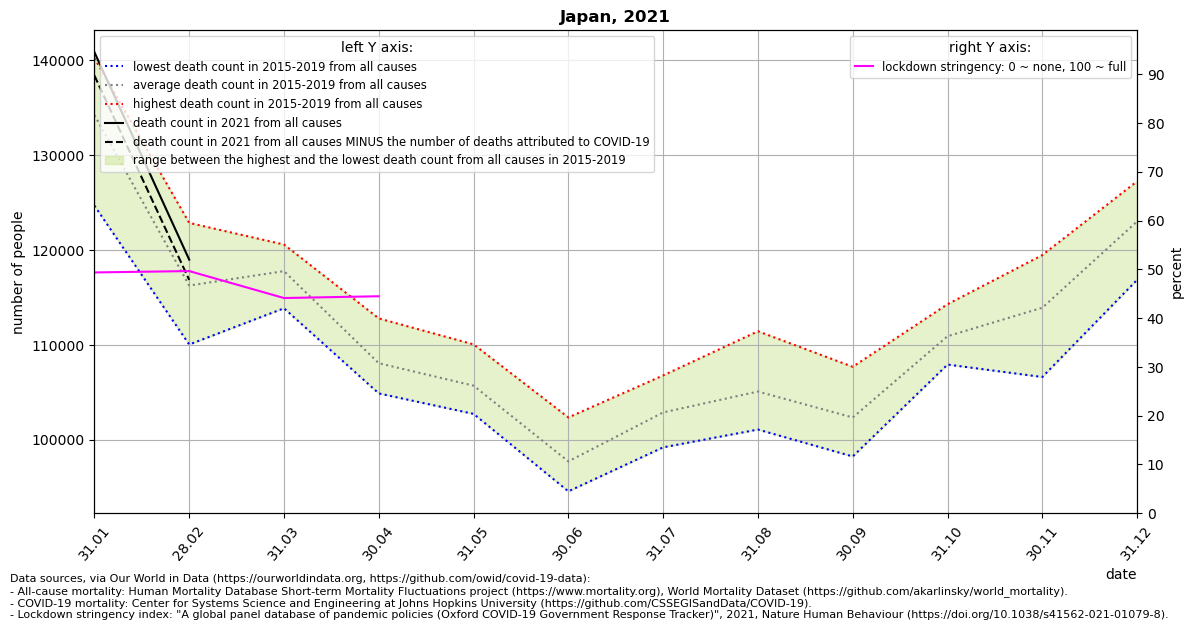 Japan, 2021
left Y axis:
lowest death count in 2015-2019 from all causes
average death count in 2015-2019 from all causes
highest death count in 2015-2019 from all causes
death count in 2021 from all causes
death count in 2021 from all causes MINUS the number of deaths attributed to COVID-19
range between the highest and the lowest death count from all causes in 2015-2019
right Y axis:
lockdown stringency: 0 ~ none, 100 ~ full
number of people
140000
130000
120000
110000
100000
percent
90
80
70
60
50
40
30
20
10
0
31.01
28.02
31.03
30.04
31.05
30.06
31.07
31.08
30.09
31.10
30.11
31.12
date
Data sources, via Our World in Data (https://ourworldindata.org, https://github.com/owid/covid-19-data):
- All-cause mortality: Human Mortality Database Short-term Mortality Fluctuations project (https://www.mortality.org), World Mortality Dataset (https://github.com/akarlinsky/world_mortality).
- COVID-19 mortality: Center for Systems Science and Engineering at Johns Hopkins University (https://github.com/CSSEGISandData/COVID-19).
- Lockdown stringency index: "A global panel database of pandemic policies (Oxford COVID-19 Government Response Tracker)", 2021, Nature Human Behaviour (https://doi.org/10.1038/s41562-021-01079-8).